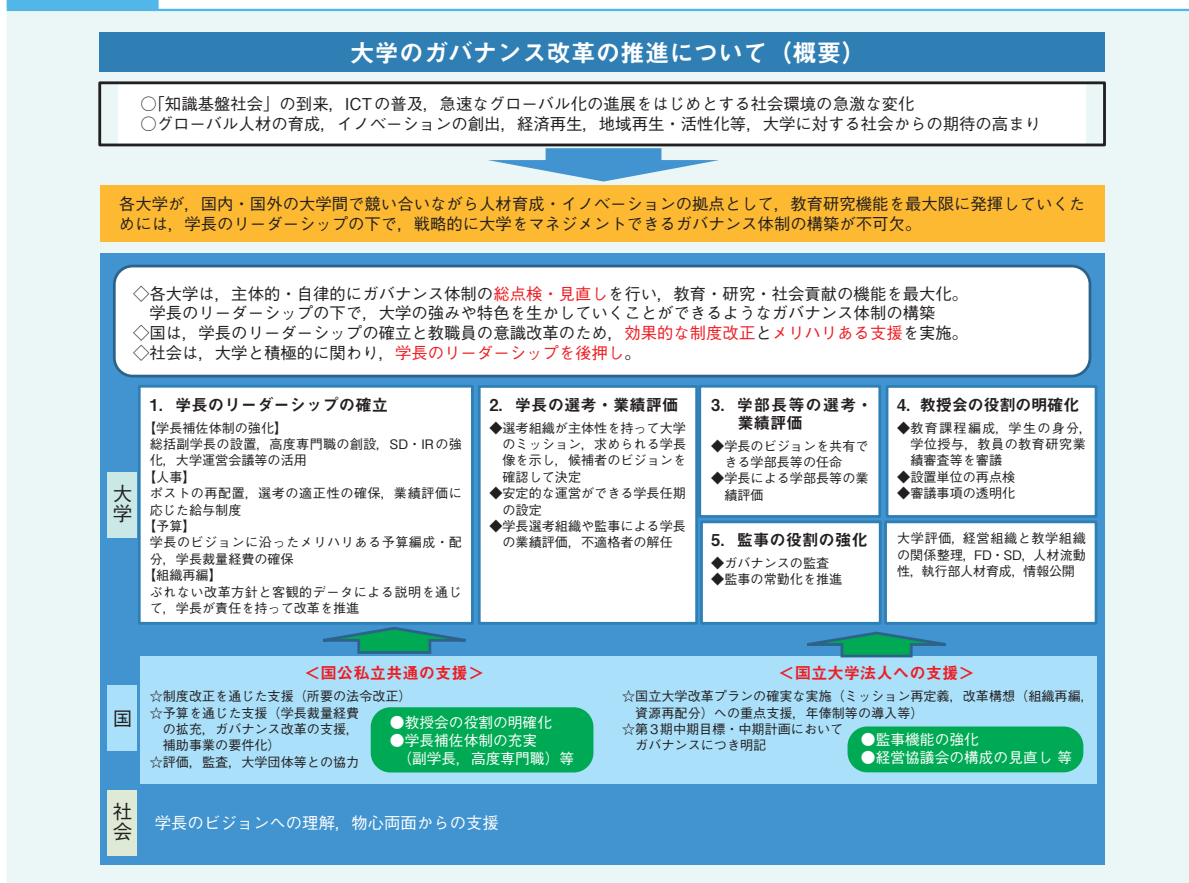 大学のガバナンス改革の推進について（概要）
○「知識基盤社会」の到来，ICTの普及，急速なグローバル化の進展をはじめとする社会環境の急激な変化
○グローバル人材の育成，イノベーションの創出，経済再生，地域再生・活性化等，大学に対する社会からの期待の高まり
各大学が，国内・国外の大学間で競い合いながら人材育成・イノベーションの拠点として，教育研究機能を最大限に発揮していくた
めには，学長のリーダーシップの下で，戦略的に大学をマネジメントできるガバナンス体制の構築が不可欠。
◇各大学は，主体的・自律的にガバナンス体制の総点検・見直しを行い，教育・研究・社会貢献の機能を最大化。
学長のリーダーシップの下で，大学の強みや特色を生かしていくことができるようなガバナンス体制の構築
◇国は，学長のリーダーシップの確立と教職員の意識改革のため，効果的な制度改正とメリハリある支援を実施。
◇社会は，大学と積極的に関わり，学長のリーダーシップを後押し。
大学
1．学長のリーダーシップの確立
【学長補佐体制の強化】
総括副学長の設置，高度専門職の創設，SD・IRの強
化，大学運営会議等の活用
【人事】
ポストの再配置，選考の適正性の確保，業績評価に
応じた給与制度
【予算】
学長のビジョンに沿ったメリハリある予算編成・配
分，学長裁量経費の確保
【組織再編】
ぶれない改革方針と客観的データによる説明を通じ
て，学長が責任を持って改革を推進
2．学長の選考・業績評価
◆選考組織が主体性を持って大学
のミッション，求められる学長
像を示し，候補者のビジョンを
確認して決定
◆安定的な運営ができる学長任期
の設定
◆学長選考組織や監事による学長
の業績評価，不適格者の解任
3．学部長等の選考・
業績評価
◆学長のビジョンを共有で
きる学部長等の任命
◆学長による学部長等の業
績評価
4．教授会の役割の明確化
◆教育課程編成，学生の身分，
学位授与，教員の教育研究業
績審査等を審議
◆設置単位の再点検
◆審議事項の透明化
5．監事の役割の強化
◆ガバナンスの監査
◆監事の常勤化を推進
大学評価，経営組織と教学組織
の関係整理，FD・SD，人材流動
性，執行部人材育成，情報公開
国
＜国公私立共通の支援＞
☆制度改正を通じた支援（所要の法令改正）
☆予算を通じた支援（学長裁量経費
の拡充，ガバナンス改革の支援，
補助事業の要件化）
☆評価，監査，大学団体等との協力
●教授会の役割の明確化
●学長補佐体制の充実
（副学長，高度専門職）等
＜国立大学法人への支援＞
☆国立大学改革プランの確実な実施（ミッション再定義，改革構想（組織再編，
資源再配分）への重点支援，年俸制等の導入等）
☆第３期中期目標・中期計画において
ガバナンスにつき明記
●監事機能の強化
●経営協議会の構成の見直し 等
社会
学長のビジョンへの理解，物心両面からの支援